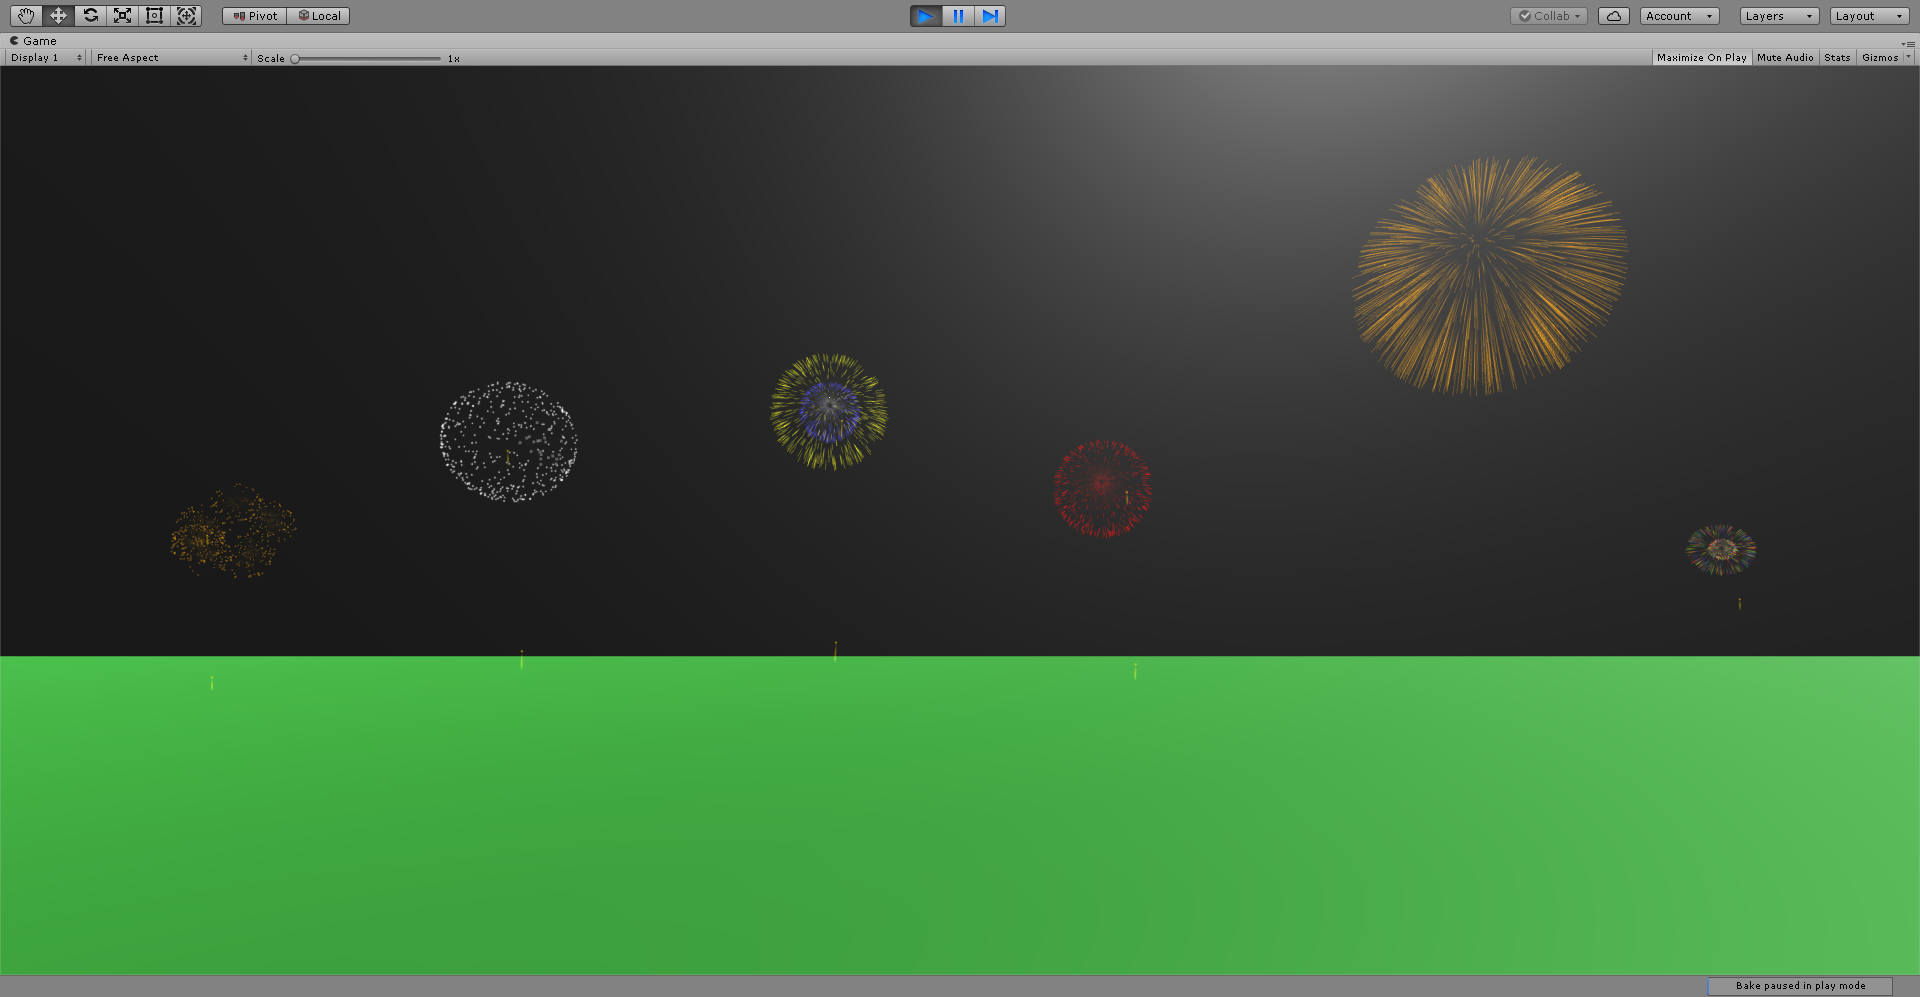 Pivot Local Collab Account Layers Layout
Game
Display 1 Free Aspect Scale 1x Maximize On Play Mute Audio Stats Gizmos
Bake paused in play mode